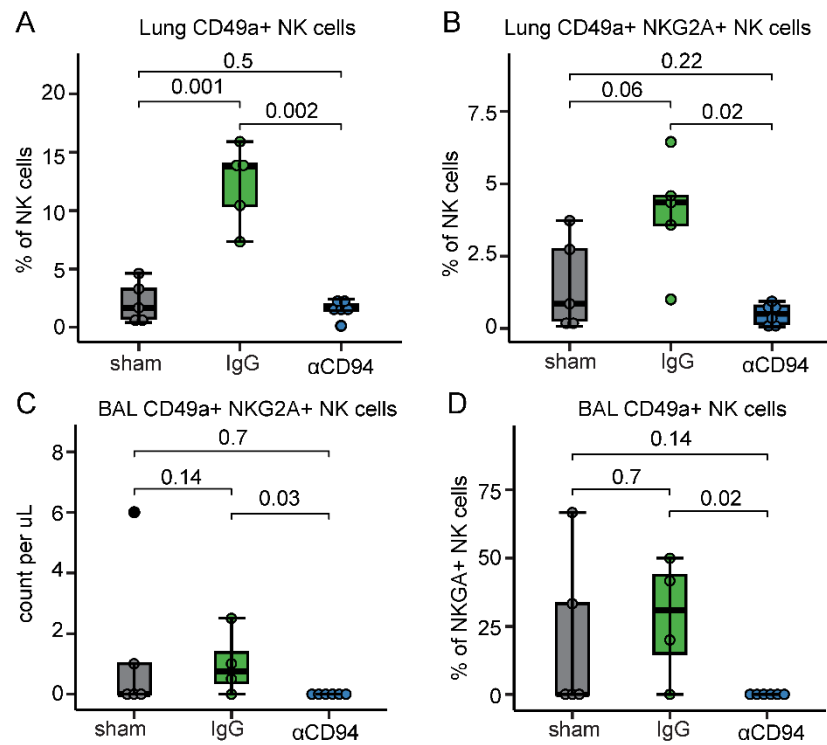 A
Lung CD49a+ NK cells
0.5
0.001
0.002
20
15
10
5
0
% of NK cells
sham
IgG
αCD94
B
Lung CD49a+ NKG2A+ NK cells
0.22
0.06
0.02
7.5
5
2.5
0
% of NK cells
sham
IgG
αCD94
C
BAL CD49a+ NKG2A+ NK cells
0.7
0.14
0.03
8
6
4
2
0
count per uL
sham
IgG
αCD94
D
BAL CD49a+ NK cells
0.14
0.7
0.02
75
50
25
0
% of NKGA+ NK cells
sham
IgG
αCD94